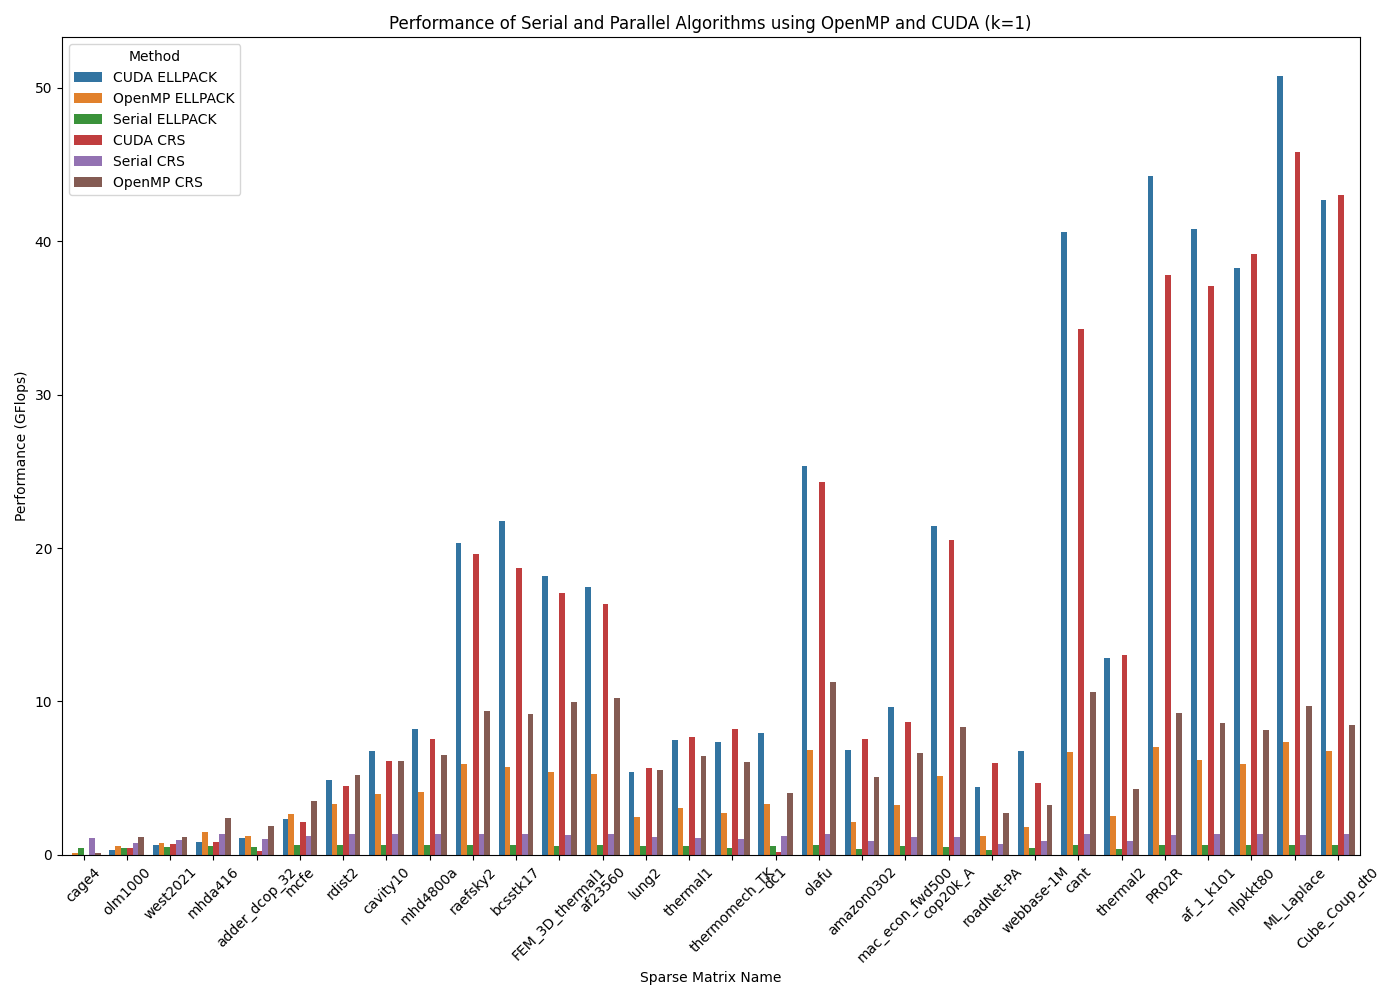 Performance of Serial and Parallel Algorithms using OpenMP and CUDA (k=1)
Method
CUDA ELLPACK
OpenMP ELLPACK
Serial ELLPACK
CUDA CRS
Serial CRS
OpenMP CRS
Performance (GFlops)
50
40
30
20
10
0
cage4
olm1000
west2021
mhda416
adder_dcop_32
mcfe
rdist2
cavity10
mhd4800a
raefsky2
bcsstk17
FEM_3D_thermal1
af23560
lung2
thermal1
thermomech_TK
dc1
olafu
amazon0302
mac_econ_fwd500
cop20k_A
roadNet-PA
webbase-1M
cant
thermal2
PR02R
af_1_k101
nlpkkt80
ML_Laplace
Cube_Coup_dt0
Sparse Matrix Name